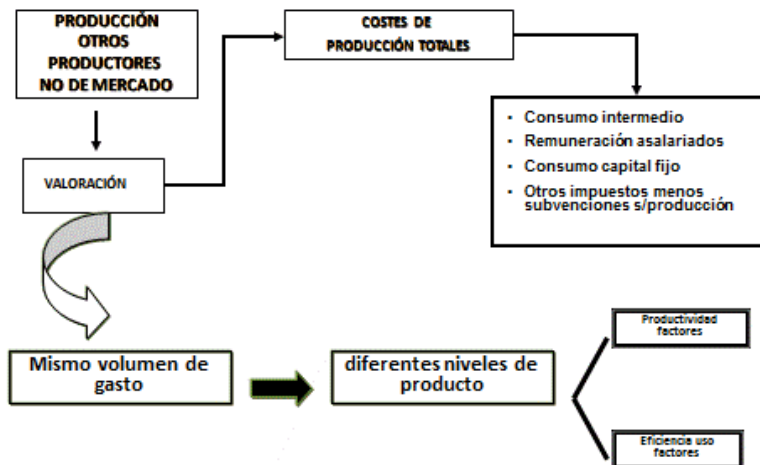 PRODUCCIÓN
OTROS
PRODUCTORES
NO DE MERCADO
COSTES DE
PRODUCCIÓN TOTALES
• Consumo intermedio
• Remuneración asalariados
• Consumo capital fijo
• Otros impuestos menos
subvenciones s/producción
VALORACIÓN
Mismo volumen de
gasto
diferentes niveles de
producto
Productividad
factores
Eficiencia uso
factores